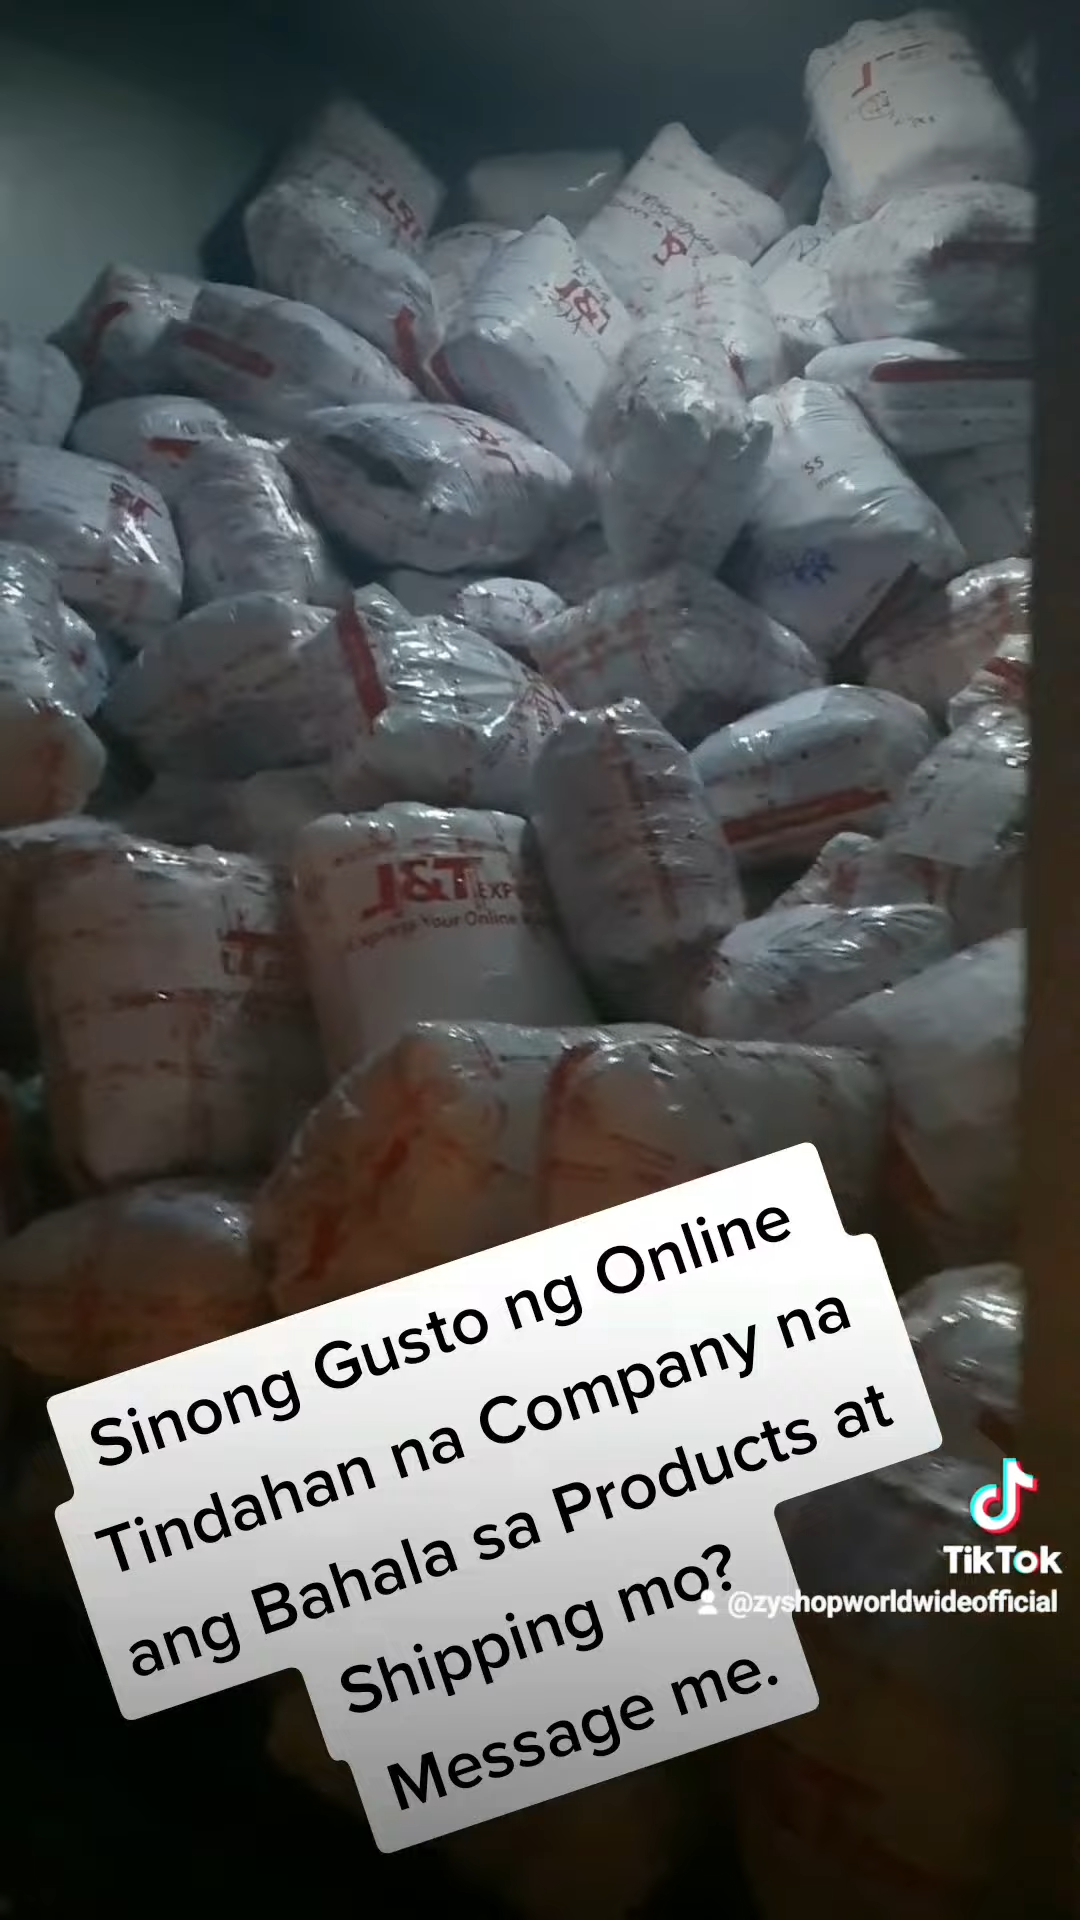 J&T
J&T
55
J&T EXP
Express Your Online
Sinong Gusto ng Online
Tindahan na Company na
ang Bahala sa Products at
Shipping mo?
Message me.
TikTok
@zyshopworldwideofficial